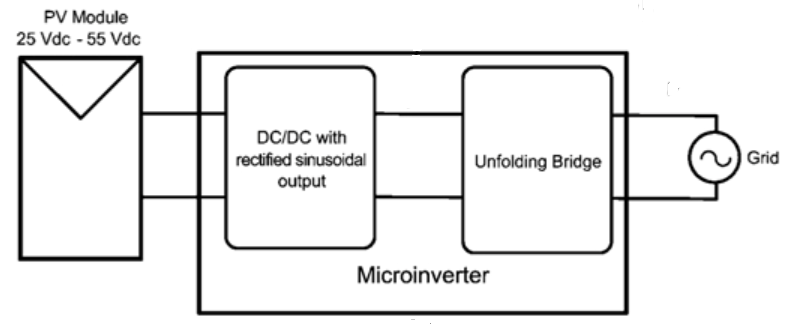 PV Module
25 Vdc - 55 Vdc
DC/DC with
rectified sinusoidal
output
Unfolding Bridge
Grid
Microinverter